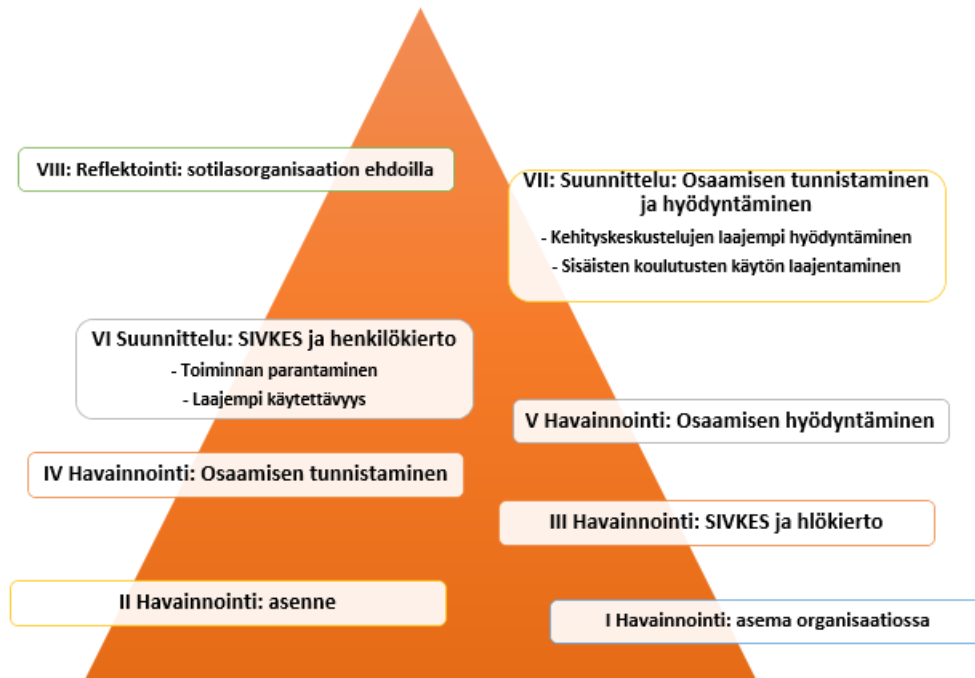 VIII: Reflektointi: sotilasorganisaation ehdoilla
VII: Suunnittelu: Osaamisen tunnistaminen
ja hyödyntäminen
- Kehityskeskustelujen laajempi hyödyntäminen
- Sisäisten koulutusten käytön laajentaminen
VI Suunnittelu: SIVKES ja henkilökierto
- Toiminnan parantaminen
- Laajempi käytettävyys
V Havainnointi: Osaamisen hyödyntäminen
IV Havainnointi: Osaamisen tunnistaminen
III Havainnointi: SIVKES ja hlökierto
II Havainnointi: asenne
I Havainnointi: asema organisaatiossa